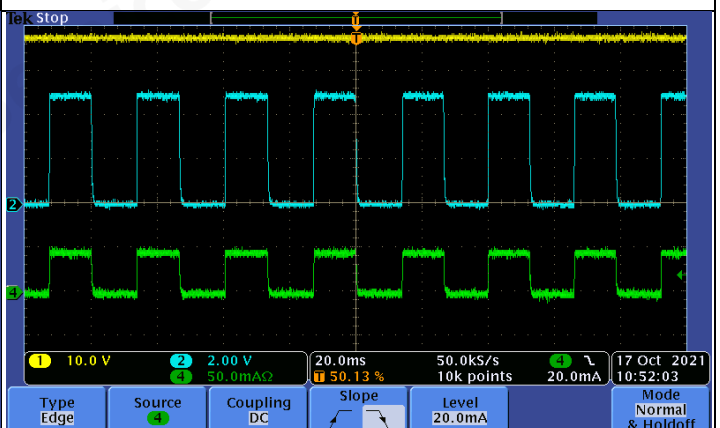 Tek Stop
T
T
2
4
1 10.0 V 2 2.00 V 20.0ms 50.0kS/s 4 17 Oct 2021
4 50.0mAΩ T 50.13 % 10k points 20.0mA 10:52:03
Type Source Coupling Slope Level Mode
Edge 4 DC 20.0mA Normal
& Holdoff